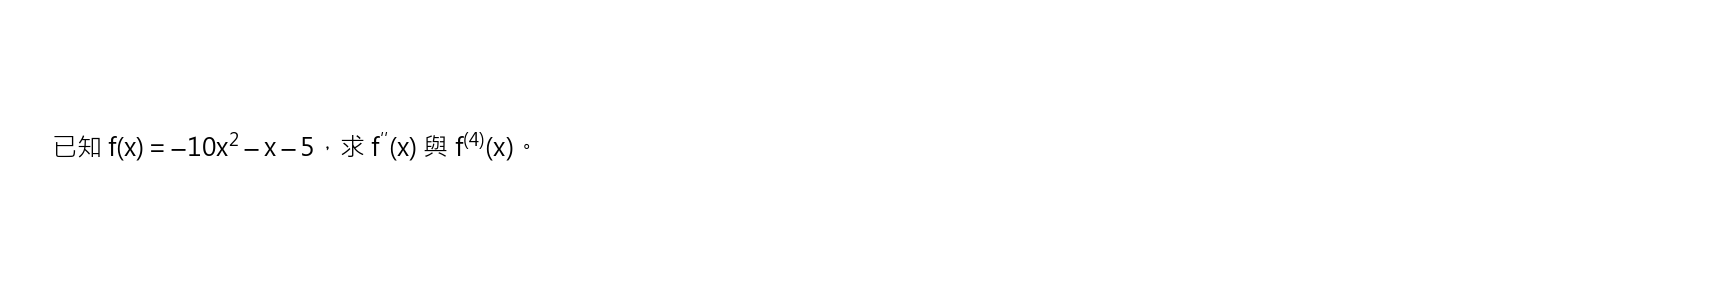 已知 f(x) = –10x² – x – 5，求 f′′(x) 與 f⁽⁴⁾(x)。